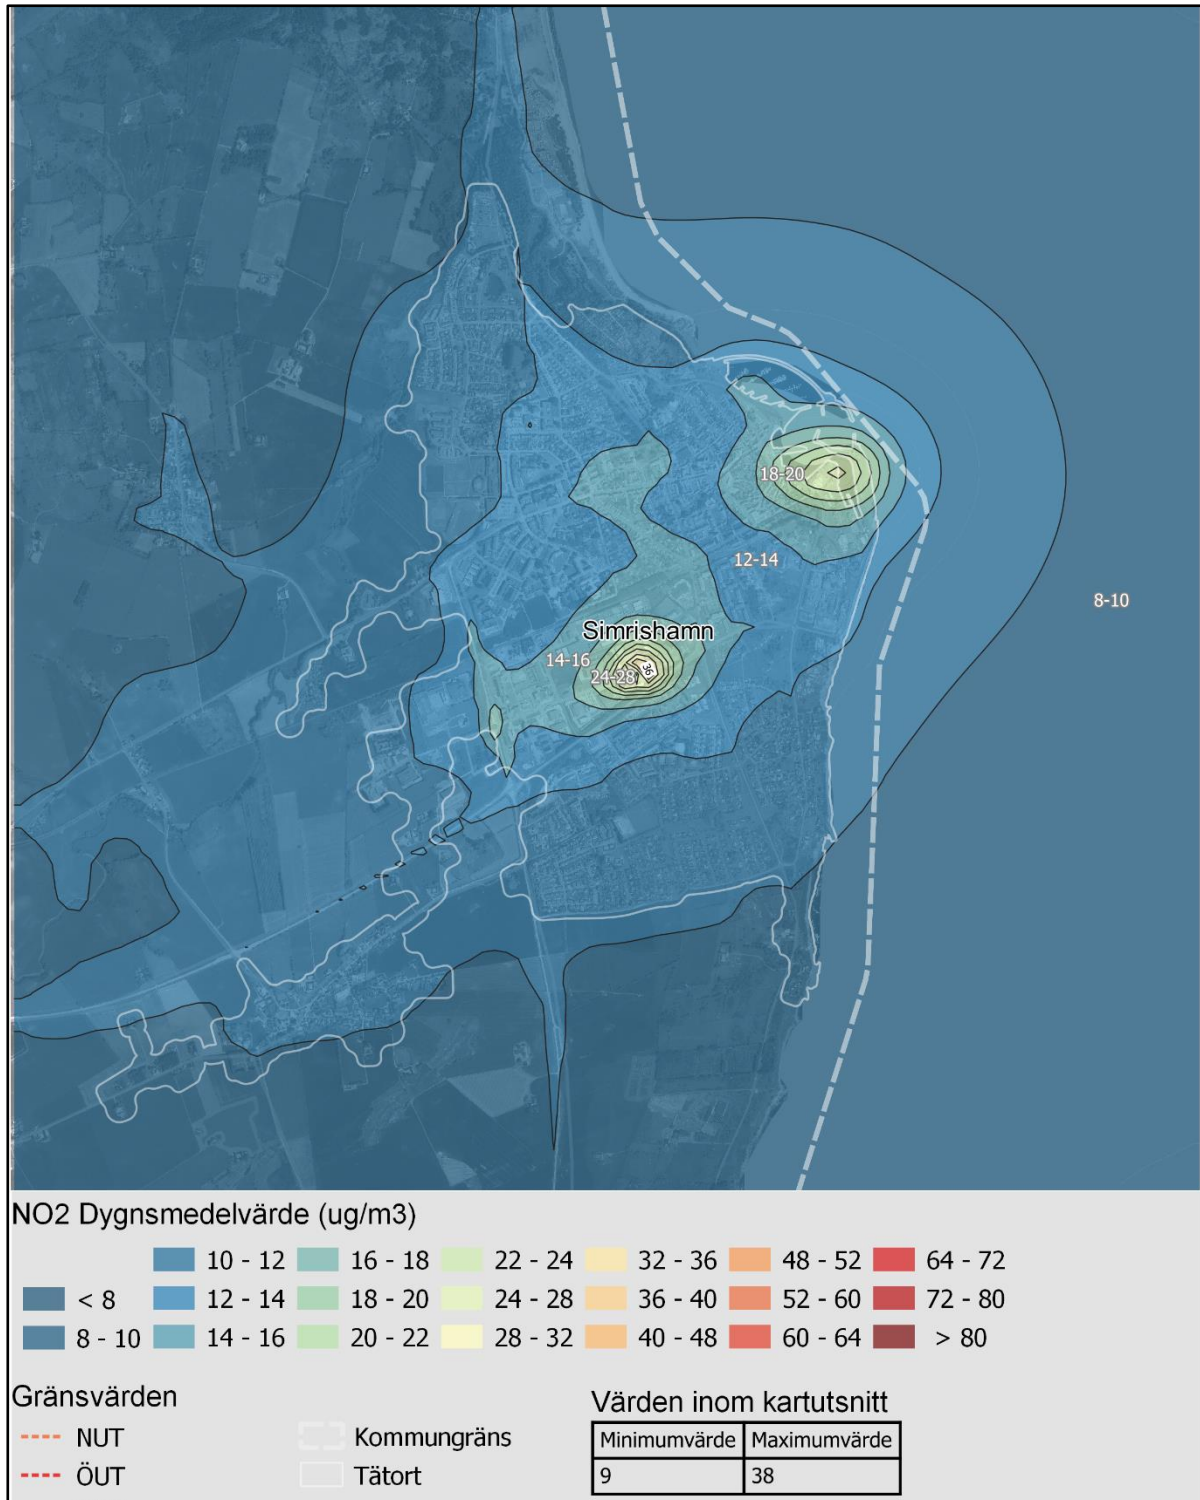 18-20
12-14
8-10
Simrishamn
14-16
36
24-28
NO2 Dygnsmedelvärde (ug/m3)
10 - 12 16 - 18 22 - 24 32 - 36 48 - 52 64 - 72
< 8 12 - 14 18 - 20 24 - 28 36 - 40 52 - 60 72 - 80
8 - 10 14 - 16 20 - 22 28 - 32 40 - 48 60 - 64 > 80
Gränsvärden
NUT
ÖUT
Kommungräns
Tätort
Värden inom kartutsnitt
Minimumvärde Maximumvärde
9 38